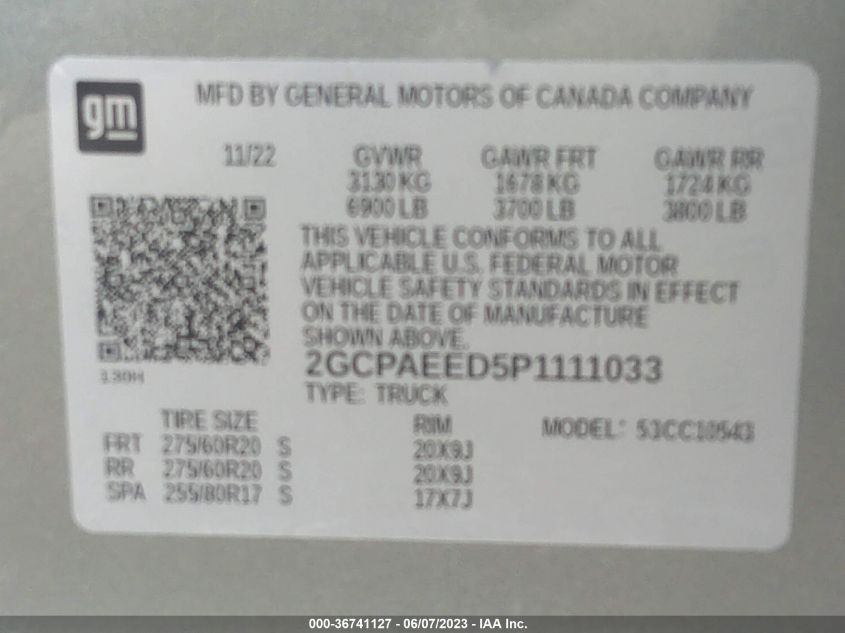 gm
MFD BY GENERAL MOTORS OF CANADA COMPANY
11/22 GVWR GAWR FRT GAWR RR
3130 KG 1678 KG 1724 KG
6900 LB 3700 LB 3800 LB
THIS VEHICLE CONFORMS TO ALL
APPLICABLE U.S. FEDERAL MOTOR
VEHICLE SAFETY STANDARDS IN EFFECT
ON THE DATE OF MANUFACTURE
SHOWN ABOVE.
2GCPAEED5P1111033
TYPE: TRUCK
TIRE SIZE RIM MODEL: 53CC10543
FRT 275/60R20 S 20X9J
RR 275/60R20 S 20X9J
SPA 255/80R17 S 17X7J
000-36741127 - 06/07/2023 - IAA Inc.